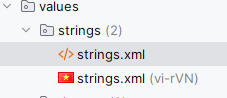 values
strings (2)
strings.xml
strings.xml (vi-rVN)